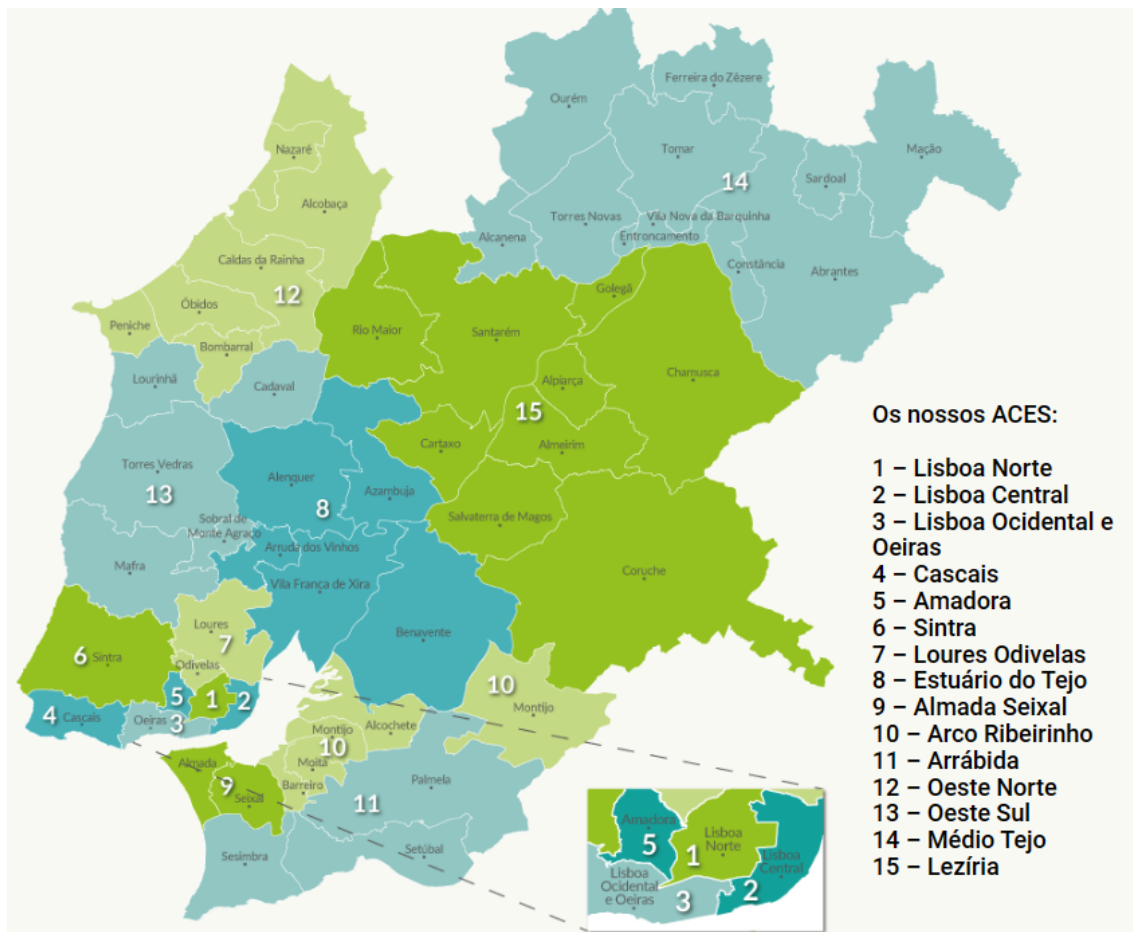 Ferreira do Zêzere
Ourém
Mação
Tomar
Nazaré
Sardoal
14
Alcobaça
Torres Novas
Vila Nova da Barquinha
Alcanena
Entroncamento
Caldas da Rainha
Constância
Abrantes
12
Golegã
Óbidos
Peniche
Rio Maior
Santarém
Bombarral
Chamusca
Lourinhã
Cadaval
Alpiarça
15
Cartaxo
Almeirim
Torres Vedras
13
Alenquer
Azambuja
8
Sobral de
Monte Agraço
Salvaterra de Magos
Arruda dos Vinhos
Mafra
Vila França de Xira
Coruche
Loures
7
Benavente
6
Sintra
Odivelas
5
1
2
10
Montijo
4
Cascais
Oeiras
3
Alcochete
Montijo
10
Almada
Moita
9
Seixal
Barreiro
11
Palmela
Sesimbra
Setúbal
Amadora
5
Lisboa
Norte
1
Lisboa
Central
2
Lisboa
Ocidental
e Oeiras
3
Os nossos ACES:
1 – Lisboa Norte
2 – Lisboa Central
3 – Lisboa Ocidental e
Oeiras
4 – Cascais
5 – Amadora
6 – Sintra
7 – Loures Odivelas
8 – Estuário do Tejo
9 – Almada Seixal
10 – Arco Ribeirinho
11 – Arrábida
12 – Oeste Norte
13 – Oeste Sul
14 – Médio Tejo
15 – Lezíria